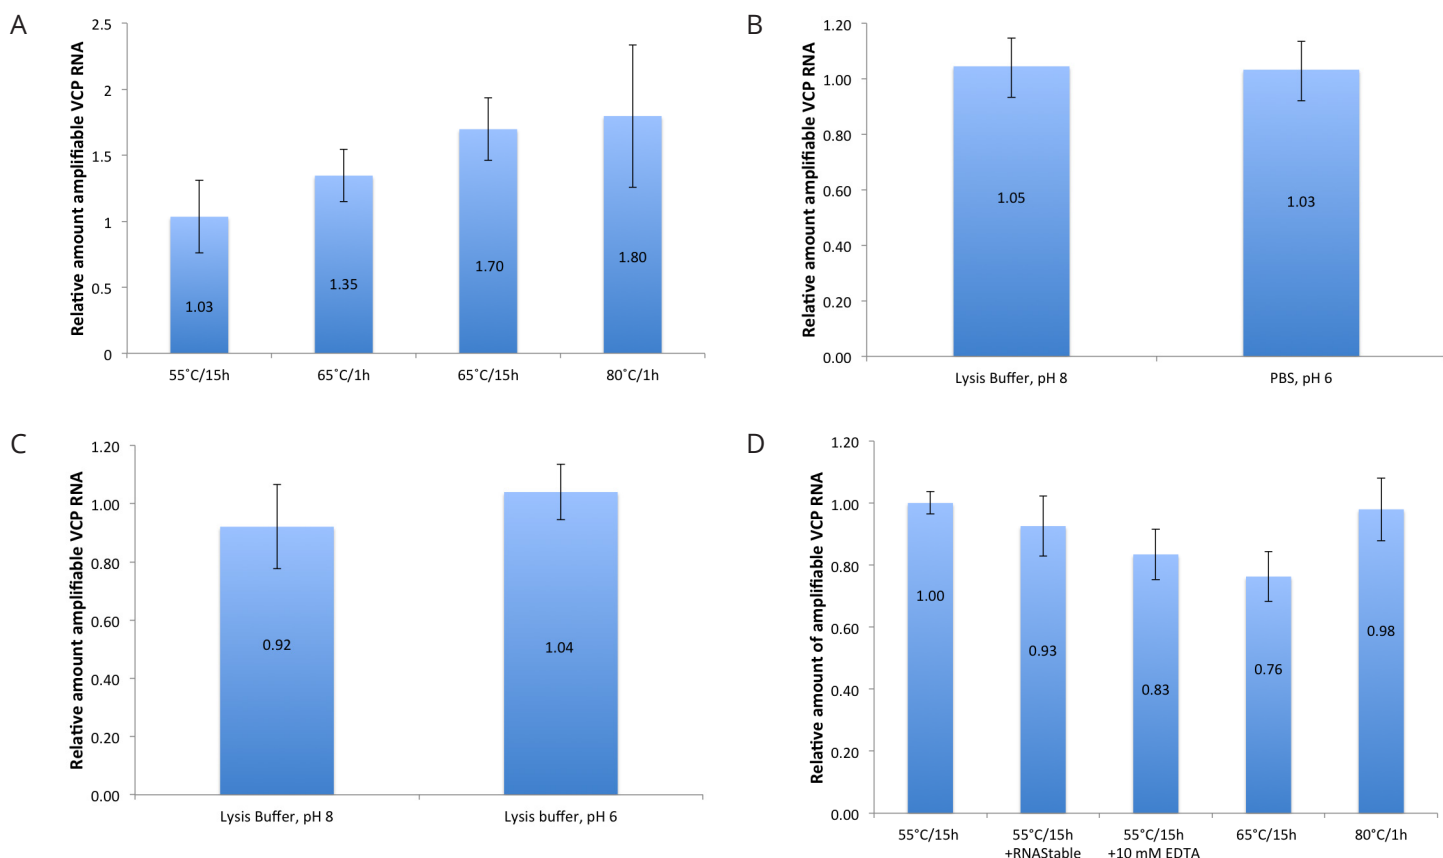 A
Relative amount amplifiable VCP RNA
2.5
2
1.5
1
0.5
0
1.03
1.35
1.70
1.80
55˚C/15h
65˚C/1h
65˚C/15h
80˚C/1h
B
Relative amount amplifiable VCP RNA
1.20
1.00
0.80
0.60
0.40
0.20
0.00
1.05
1.03
Lysis Buffer, pH 8
PBS, pH 6
C
Relative amount amplifiable VCP RNA
1.20
1.00
0.80
0.60
0.40
0.20
0.00
0.92
1.04
Lysis Buffer, pH 8
Lysis buffer, pH 6
D
Relative amount of amplifiable VCP RNA
1.20
1.00
0.80
0.60
0.40
0.20
0.00
1.00
0.93
0.83
0.76
0.98
55°C/15h
55°C/15h
+RNAStable
55°C/15h
+10 mM EDTA
65°C/15h
80°C/1h